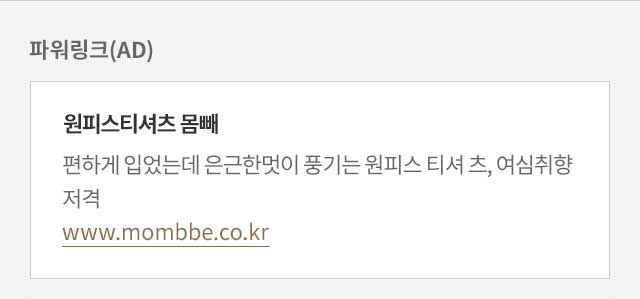 파워링크(AD)
원피스티셔츠 몸빼
편하게 입었는데 은근한멋이 풍기는 원피스 티셔 츠, 여심취향
저격
www.mombbe.co.kr